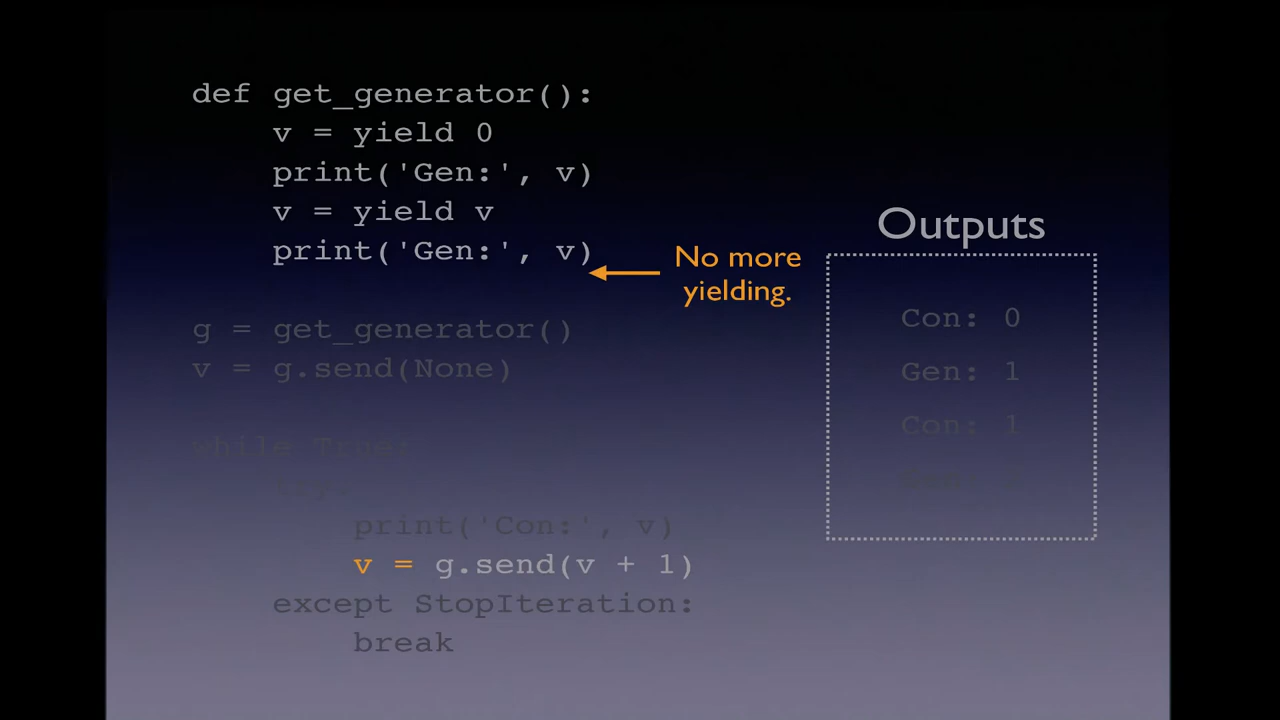 def get_generator():
    v = yield 0
    print('Gen:', v)
    v = yield v
    print('Gen:', v)
No more
yielding.
g = get_generator()
v = g.send(None)
while True:
    try:
        print('Con:', v)
        v = g.send(v + 1)
    except StopIteration:
        break
Outputs
Con: 0
Gen: 1
Con: 1
Gen: